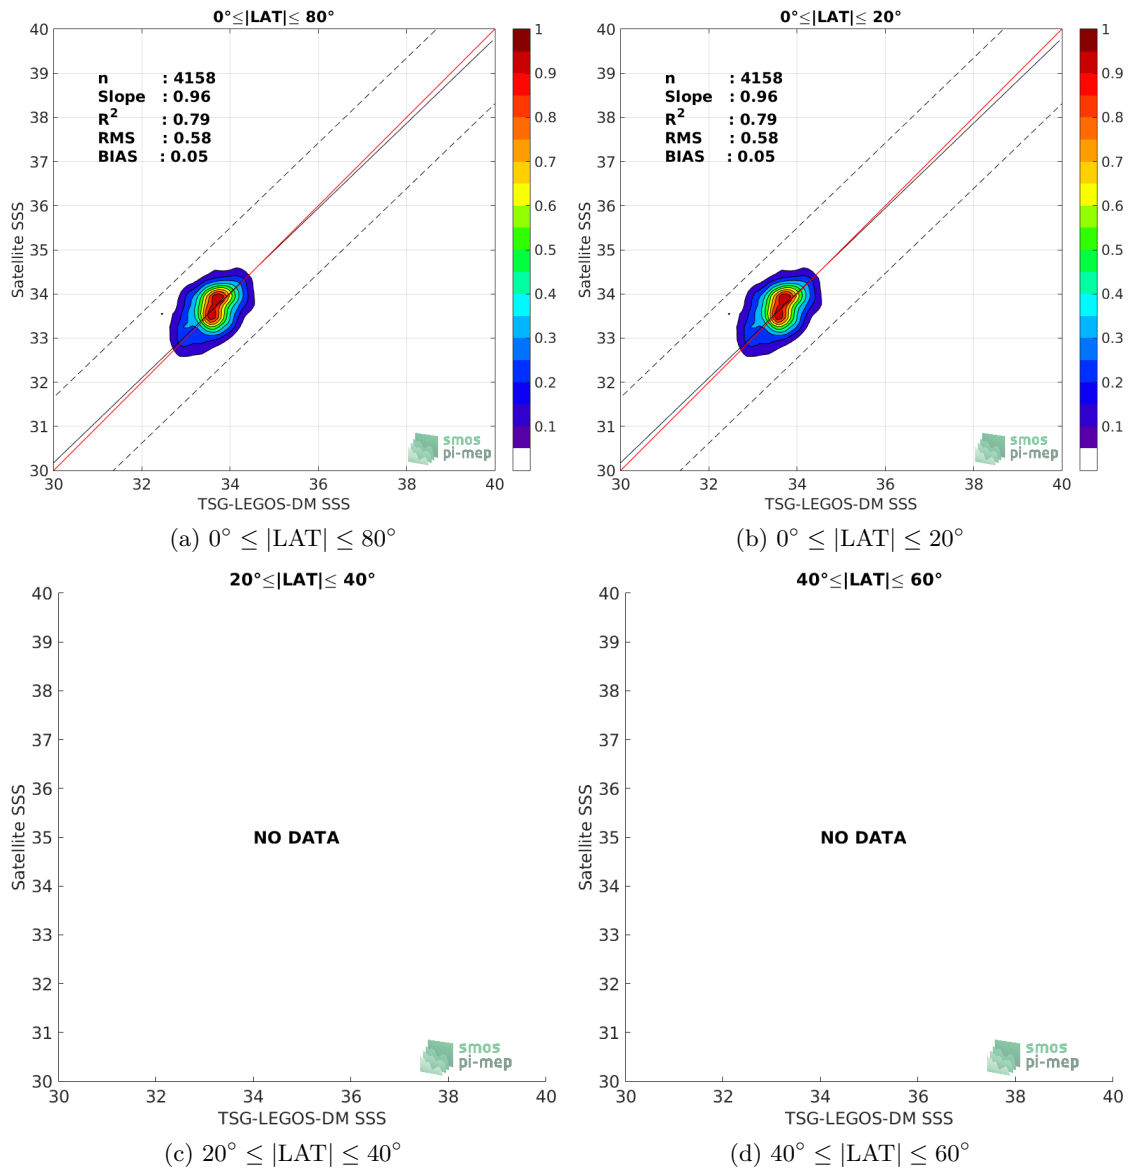 0°≤|LAT|≤ 80°
40
39
38
37
36
35
34
33
32
31
30
Satellite SSS
n : 4158
Slope : 0.96
R² : 0.79
RMS : 0.58
BIAS : 0.05
1
0.9
0.8
0.7
0.6
0.5
0.4
0.3
0.2
0.1
smos
pi-mep
30 32 34 36 38 40
TSG-LEGOS-DM SSS
(a) 0° ≤ |LAT| ≤ 80°
0°≤|LAT|≤ 20°
40
39
38
37
36
35
34
33
32
31
30
Satellite SSS
n : 4158
Slope : 0.96
R² : 0.79
RMS : 0.58
BIAS : 0.05
1
0.9
0.8
0.7
0.6
0.5
0.4
0.3
0.2
0.1
smos
pi-mep
30 32 34 36 38 40
TSG-LEGOS-DM SSS
(b) 0° ≤ |LAT| ≤ 20°
20°≤|LAT|≤ 40°
40
39
38
37
36
35
34
33
32
31
30
Satellite SSS
NO DATA
smos
pi-mep
30 32 34 36 38 40
TSG-LEGOS-DM SSS
(c) 20° ≤ |LAT| ≤ 40°
40°≤|LAT|≤ 60°
40
39
38
37
36
35
34
33
32
31
30
Satellite SSS
NO DATA
smos
pi-mep
30 32 34 36 38 40
TSG-LEGOS-DM SSS
(d) 40° ≤ |LAT| ≤ 60°